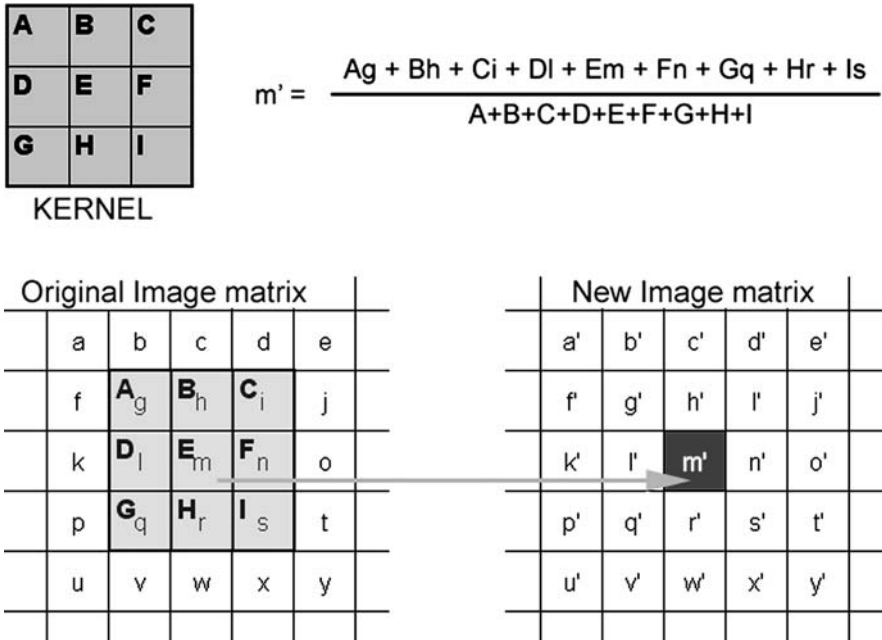 A B C
D E F
G H I
KERNEL
m’ =
Ag + Bh + Ci + Dl + Em + Fn + Gq + Hr + Is
A+B+C+D+E+F+G+H+I
Original Image matrix
a b c d e
f Ag Bh Ci j
k Dl Em Fn o
p Gq Hr Is t
u v w x y
New Image matrix
a' b' c' d' e'
f' g' h' l' j'
k' l' m' n' o'
p' q' r' s' t'
u' v' w' x' y'